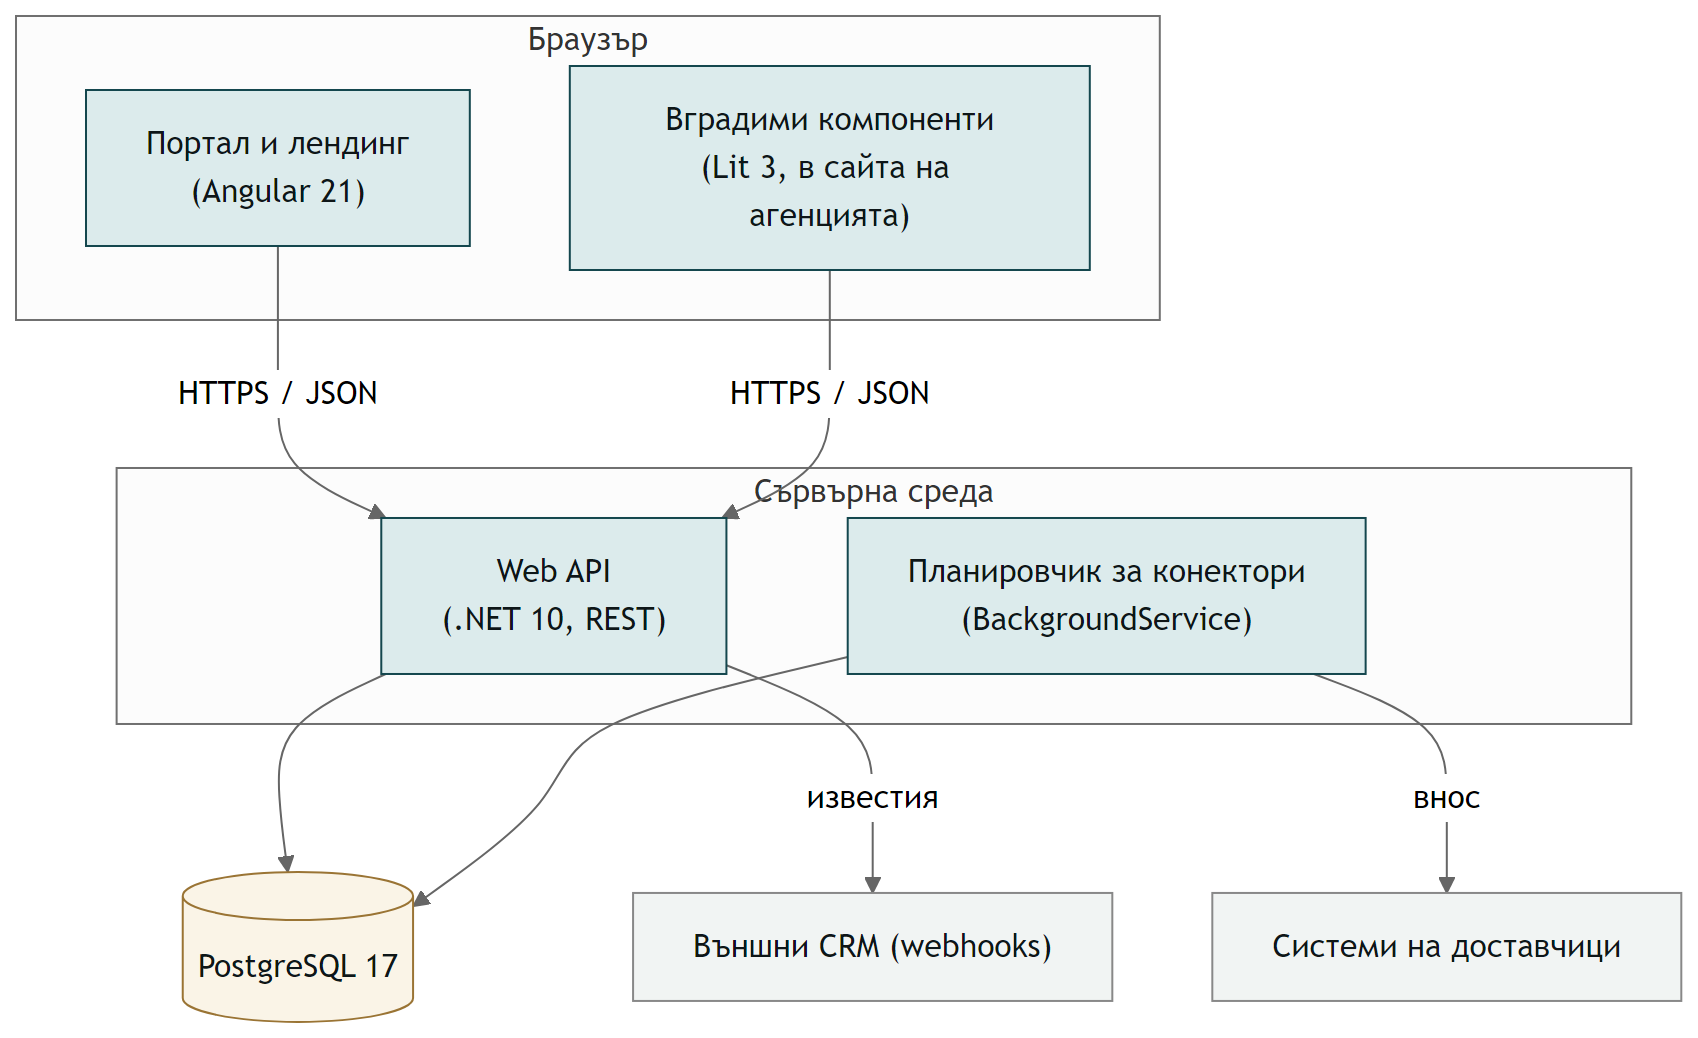 Браузър
Портал и лендинг
(Angular 21)
Вградими компоненти
(Lit 3, в сайта на
агенцията)
HTTPS / JSON
HTTPS / JSON
Сървърна среда
Web API
(.NET 10, REST)
Планировчик за конектори
(BackgroundService)
известия
внос
PostgreSQL 17
Външни CRM (webhooks)
Системи на доставчици